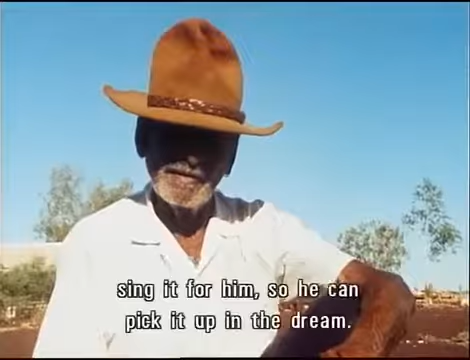 sing it for him, so he can
pick it up in the dream.